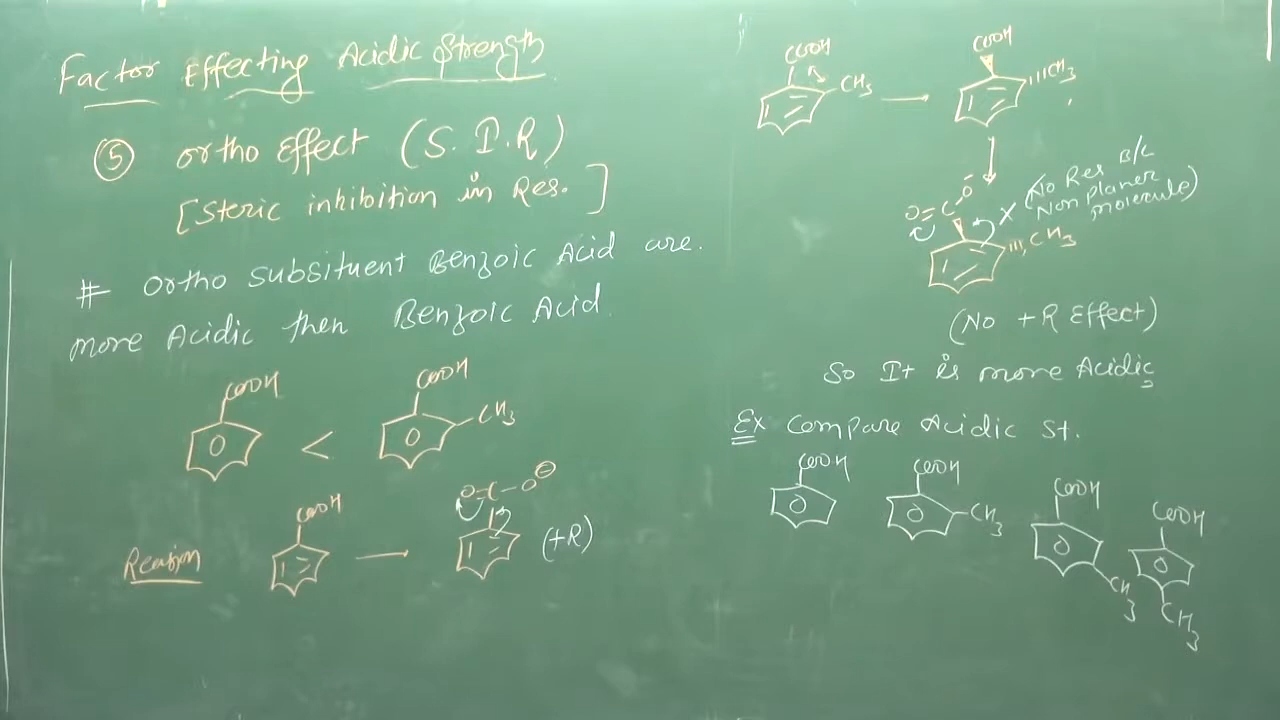 Factor Effecting Acidic Strength
⑤ ortho Effect (S.I.R)
[Steric inhibition in Res.]
# Ortho subsituent Benzoic Acid are.
more Acidic then Benzoic Acid.
COOH
COOH
< CH3
Reason
COOH
O=C-O⊖
(+R)
COOH
CH3
COOH
CH3
O=C O-
CH3
X (No Res B/C
Non planer
molecule)
(No +R Effect)
So It is more Acidic
Ex Compare Acidic St.
COOH
COOH
CH3
COOH
CH3
COOH
CH3